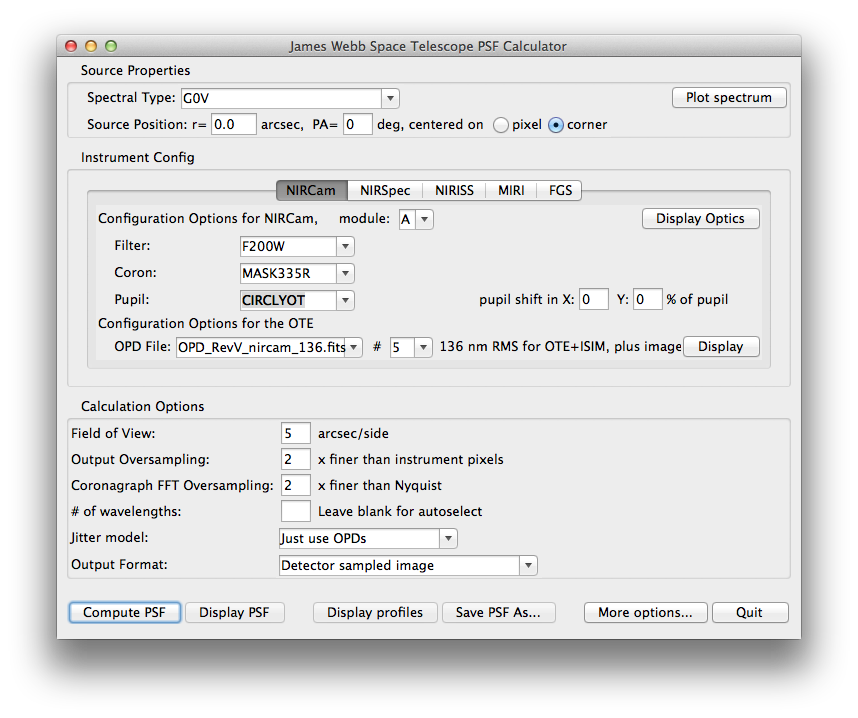 James Webb Space Telescope PSF Calculator
Source Properties
Spectral Type: G0V Plot spectrum
Source Position: r= 0.0 arcsec, PA= 0 deg, centered on pixel corner
Instrument Config
NIRCam NIRSpec NIRISS MIRI FGS
Configuration Options for NIRCam, module: A Display Optics
Filter: F200W
Coron: MASK335R
Pupil: CIRCLYOT pupil shift in X: 0 Y: 0 % of pupil
Configuration Options for the OTE
OPD File: OPD_RevV_nircam_136.fits # 5 136 nm RMS for OTE+ISIM, plus image Display
Calculation Options
Field of View: 5 arcsec/side
Output Oversampling: 2 x finer than instrument pixels
Coronagraph FFT Oversampling: 2 x finer than Nyquist
# of wavelengths: Leave blank for autoselect
Jitter model: Just use OPDs
Output Format: Detector sampled image
Compute PSF Display PSF Display profiles Save PSF As... More options... Quit